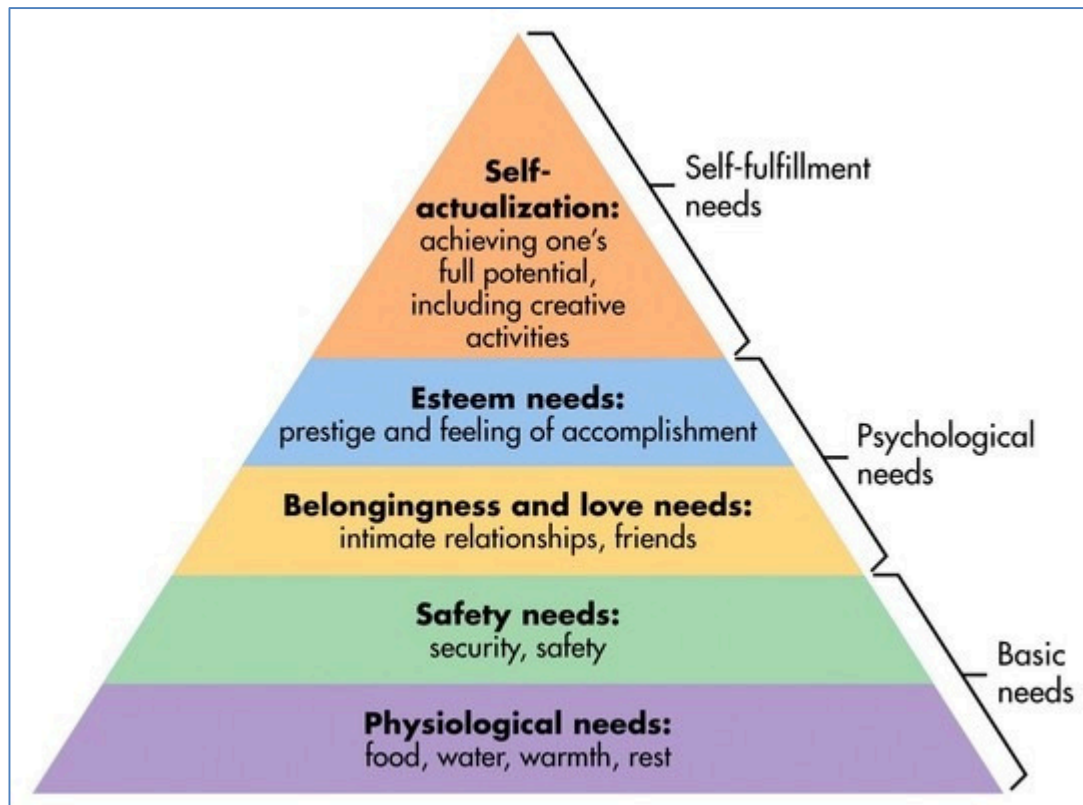 Self-
actualization:
achieving one's
full potential,
including creative
activities
Self-fulfillment
needs
Esteem needs:
prestige and feeling of accomplishment
Belongingness and love needs:
intimate relationships, friends
Psychological
needs
Safety needs:
security, safety
Physiological needs:
food, water, warmth, rest
Basic
needs